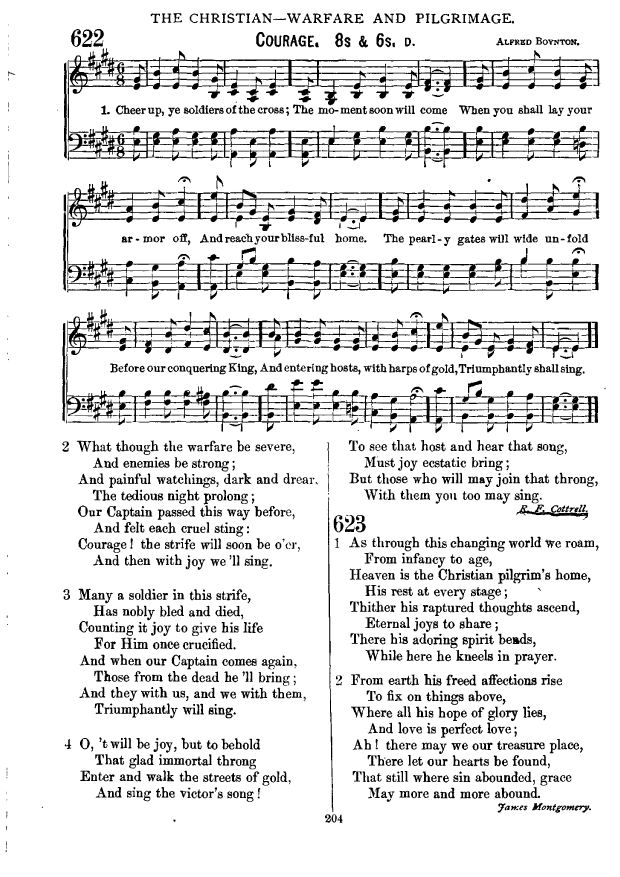 THE CHRISTIAN—WARFARE AND PILGRIMAGE.
622
COURAGE. 8s & 6s. D.
ALFRED BOYNTON.
1. Cheer up, ye soldiers of the cross; The mo-ment soon will come When you shall lay your
ar-mor off, And reach your bliss-ful home. The pearl-y gates will wide un-fold
Before our conquering King, And entering hosts, with harps of gold, Triumphantly shall sing.
2 What though the warfare be severe,
And enemies be strong;
And painful watchings, dark and drear,
The tedious night prolong;
Our Captain passed this way before,
And felt each cruel sting:
Courage! the strife will soon be o'er,
And then with joy we'll sing.
3 Many a soldier in this strife,
Has nobly bled and died,
Counting it joy to give his life
For Him once crucified.
And when our Captain comes again,
Those from the dead he'll bring;
And they with us, and we with them,
Triumphantly will sing.
4 O, 't will be joy, but to behold
That glad immortal throng
Enter and walk the streets of gold,
And sing the victor's song!
To see that host and hear that song,
Must joy ecstatic bring;
But those who will may join that throng,
With them you too may sing.
R. F. Cottrell.
623
1 As through this changing world we roam,
From infancy to age,
Heaven is the Christian pilgrim's home,
His rest at every stage;
Thither his raptured thoughts ascend,
Eternal joys to share;
There his adoring spirit bends,
While here he kneels in prayer.
2 From earth his freed affections rise
To fix on things above,
Where all his hope of glory lies,
And love is perfect love;
Ah! there may we our treasure place,
There let our hearts be found,
That still where sin abounded, grace
May more and more abound.
James Montgomery.
204